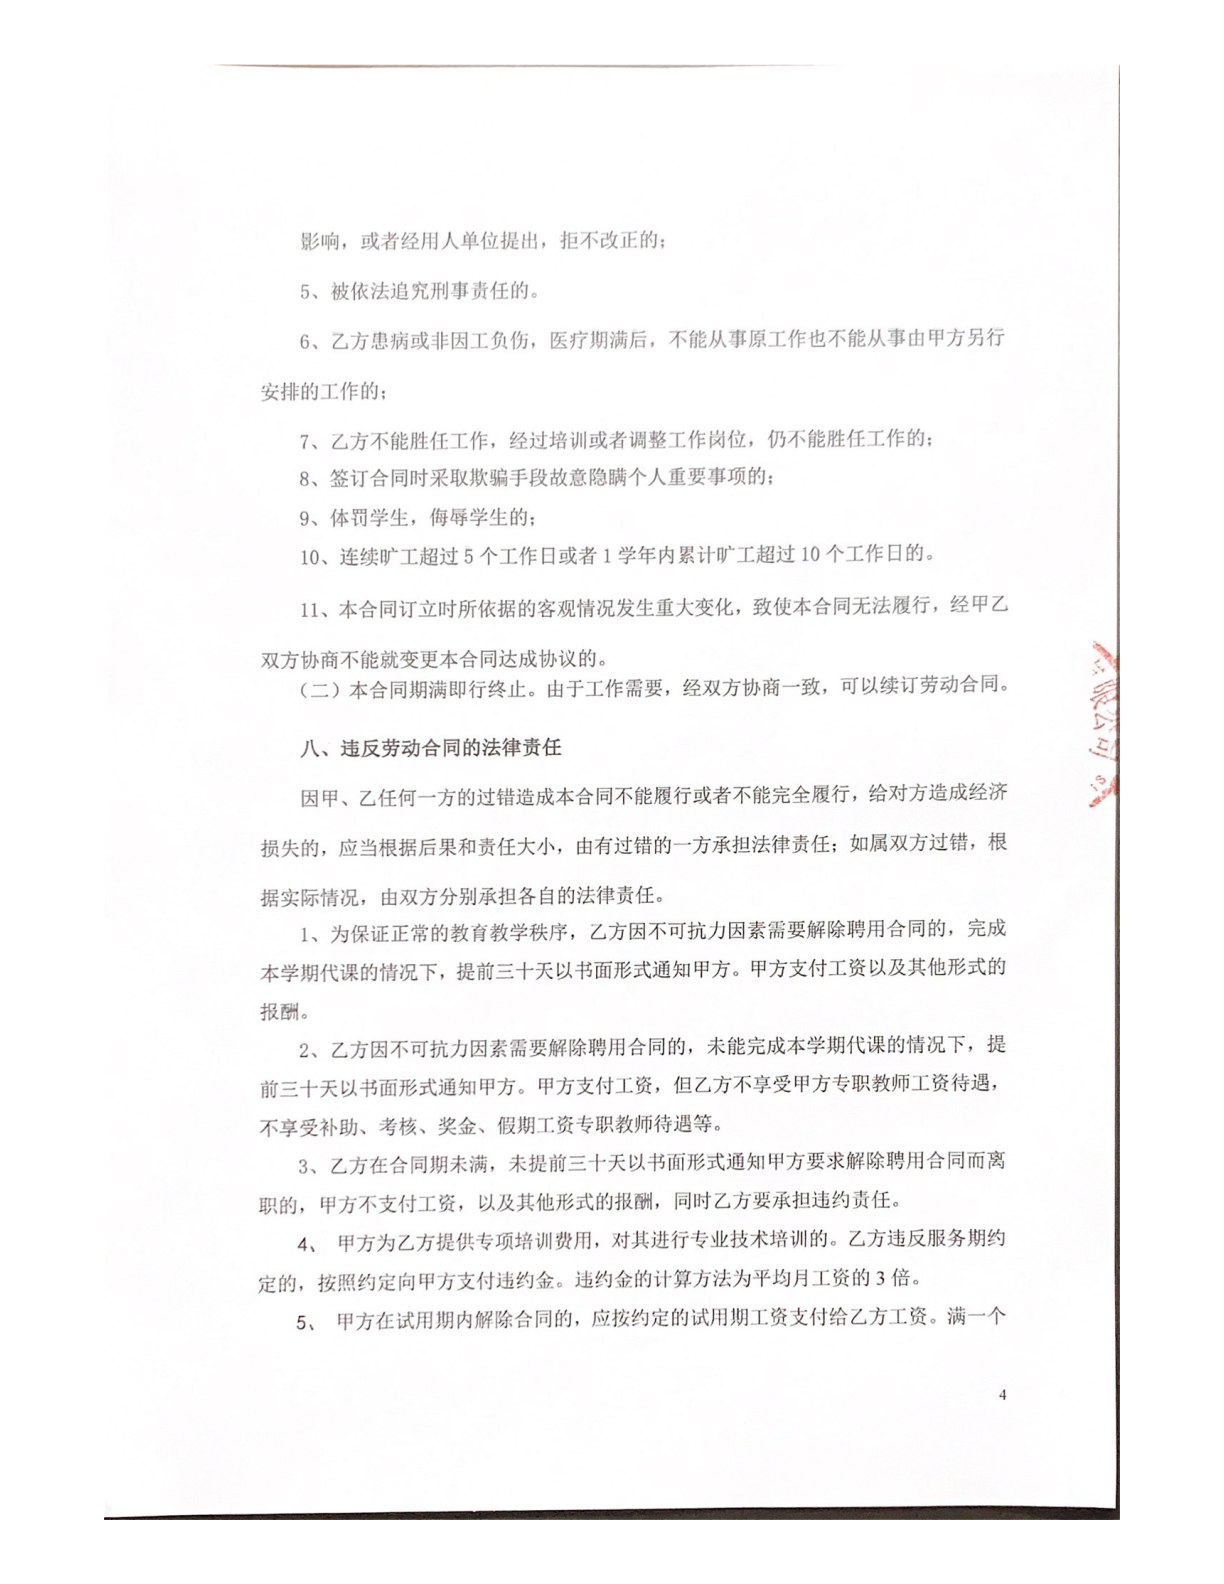 影响，或者经用人单位提出，拒不改正的；
5、被依法追究刑事责任的。
6、乙方患病或非因工负伤，医疗期满后，不能从事原工作也不能从事由甲方另行
安排的工作的；
7、乙方不能胜任工作，经过培训或者调整工作岗位，仍不能胜任工作的；
8、签订合同时采取欺骗手段故意隐瞒个人重要事项的；
9、体罚学生，侮辱学生的；
10、连续旷工超过 5 个工作日或者 1 学年内累计旷工超过 10 个工作日的。
11、本合同订立时所依据的客观情况发生重大变化，致使本合同无法履行，经甲乙
双方协商不能就变更本合同达成协议的。
（二）本合同期满即行终止。由于工作需要，经双方协商一致，可以续订劳动合同。
八、违反劳动合同的法律责任
因甲、乙任何一方的过错造成本合同不能履行或者不能完全履行，给对方造成经济
损失的，应当根据后果和责任大小，由有过错的一方承担法律责任；如属双方过错，根
据实际情况，由双方分别承担各自的法律责任。
1、为保证正常的教育教学秩序，乙方因不可抗力因素需要解除聘用合同的，完成
本学期代课的情况下，提前三十天以书面形式通知甲方。甲方支付工资以及其他形式的
报酬。
2、乙方因不可抗力因素需要解除聘用合同的，未能完成本学期代课的情况下，提
前三十天以书面形式通知甲方。甲方支付工资，但乙方不享受甲方专职教师工资待遇，
不享受补助、考核、奖金、假期工资专职教师待遇等。
3、乙方在合同期未满，未提前三十天以书面形式通知甲方要求解除聘用合同而离
职的，甲方不支付工资，以及其他形式的报酬，同时乙方要承担违约责任。
4、 甲方为乙方提供专项培训费用，对其进行专业技术培训的。乙方违反服务期约
定的，按照约定向甲方支付违约金。违约金的计算方法为平均月工资的 3 倍。
5、 甲方在试用期内解除合同的，应按约定的试用期工资支付给乙方工资。满一个
4
限公司